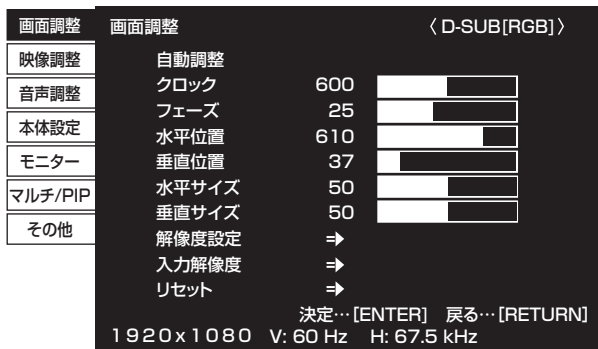 画面調整
映像調整
音声調整
本体設定
モニター
マルチ/PIP
その他
画面調整 〈 D-SUB[RGB]〉
自動調整
クロック 600
フェーズ 25
水平位置 610
垂直位置 37
水平サイズ 50
垂直サイズ 50
解像度設定
入力解像度
リセット
決定…[ENTER] 戻る…[RETURN]
1920x1080 V: 60 Hz H: 67.5 kHz